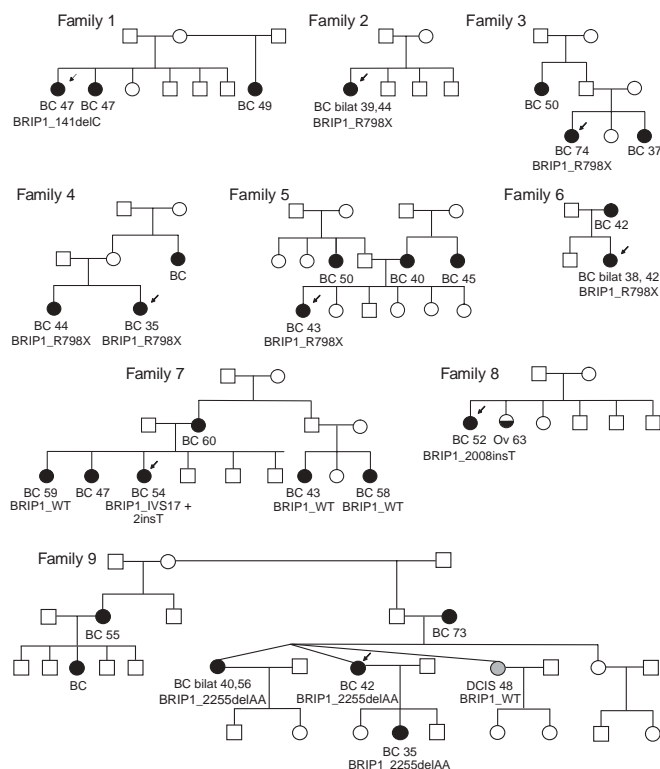 Family 1
Family 2
Family 3
BC 47 BC 47
BRIP1_141delC
BC 49
BC bilat 39,44
BRIP1_R798X
BC 50
BC 74
BRIP1_R798X
BC 37
Family 4
Family 5
Family 6
BC
BC 44
BRIP1_R798X
BC 35
BRIP1_R798X
BC 50
BC 40
BC 45
BC 43
BRIP1_R798X
BC 42
BC bilat 38, 42
BRIP1_R798X
Family 7
Family 8
BC 60
BC 59
BRIP1_WT
BC 47
BC 54
BRIP1_IVS17 +
2insT
BC 43
BRIP1_WT
BC 58
BRIP1_WT
BC 52 Ov 63
BRIP1_2008insT
Family 9
BC 55
BC 73
BC
BC bilat 40,56
BRIP1_2255delAA
BC 42
BRIP1_2255delAA
DCIS 48
BRIP1_WT
BC 35
BRIP1_2255delAA